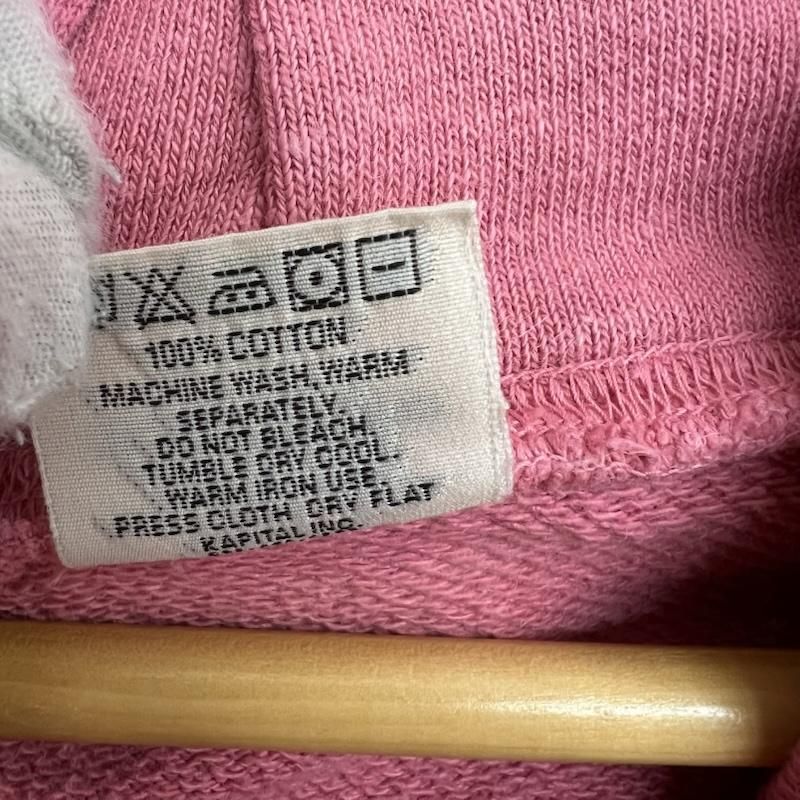 100% COTTON
MACHINE WASH, WARM
SEPARATELY.
DO NOT BLEACH
TUMBLE DRY COOL.
WARM IRON USE
PRESS CLOTH DRY FLAT
KAPITAL INC.